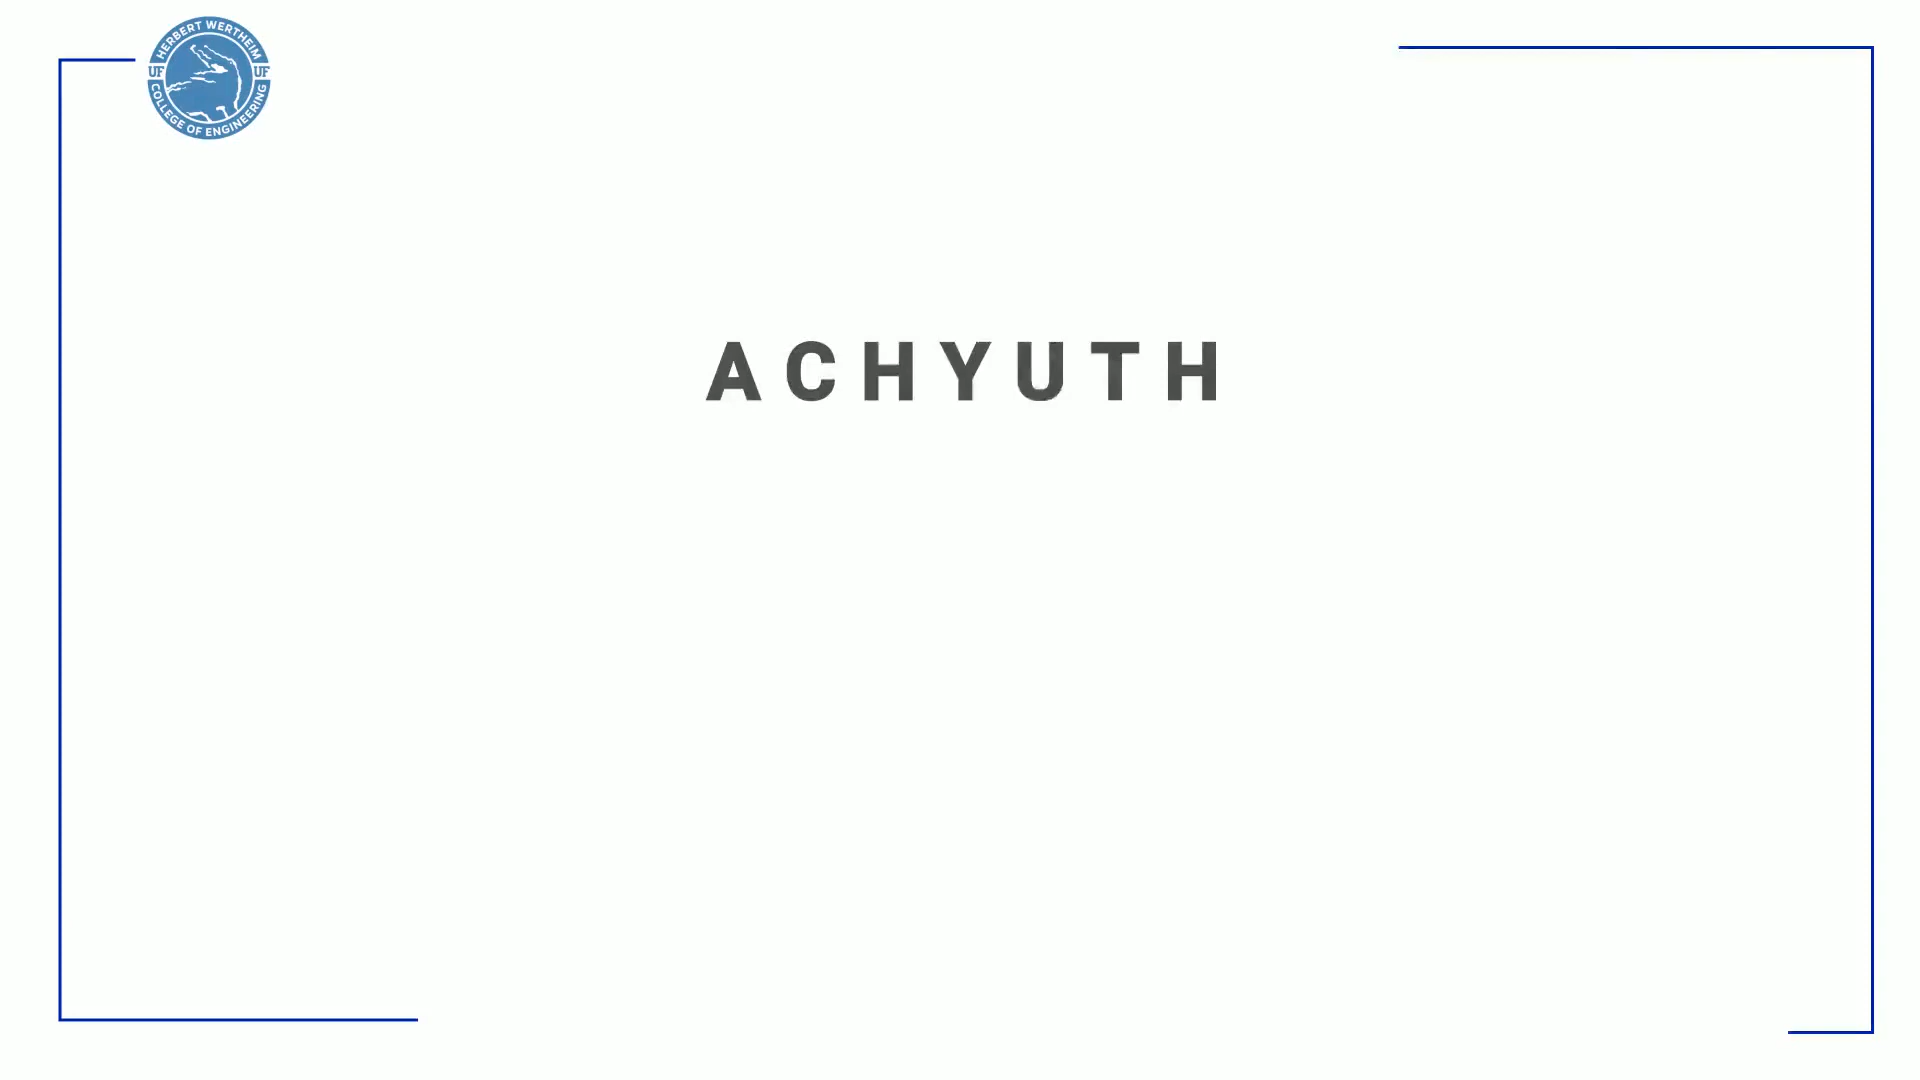 HERBERT WERTHEIM
UF UF
COLLEGE OF ENGINEERING
ACHYUTH